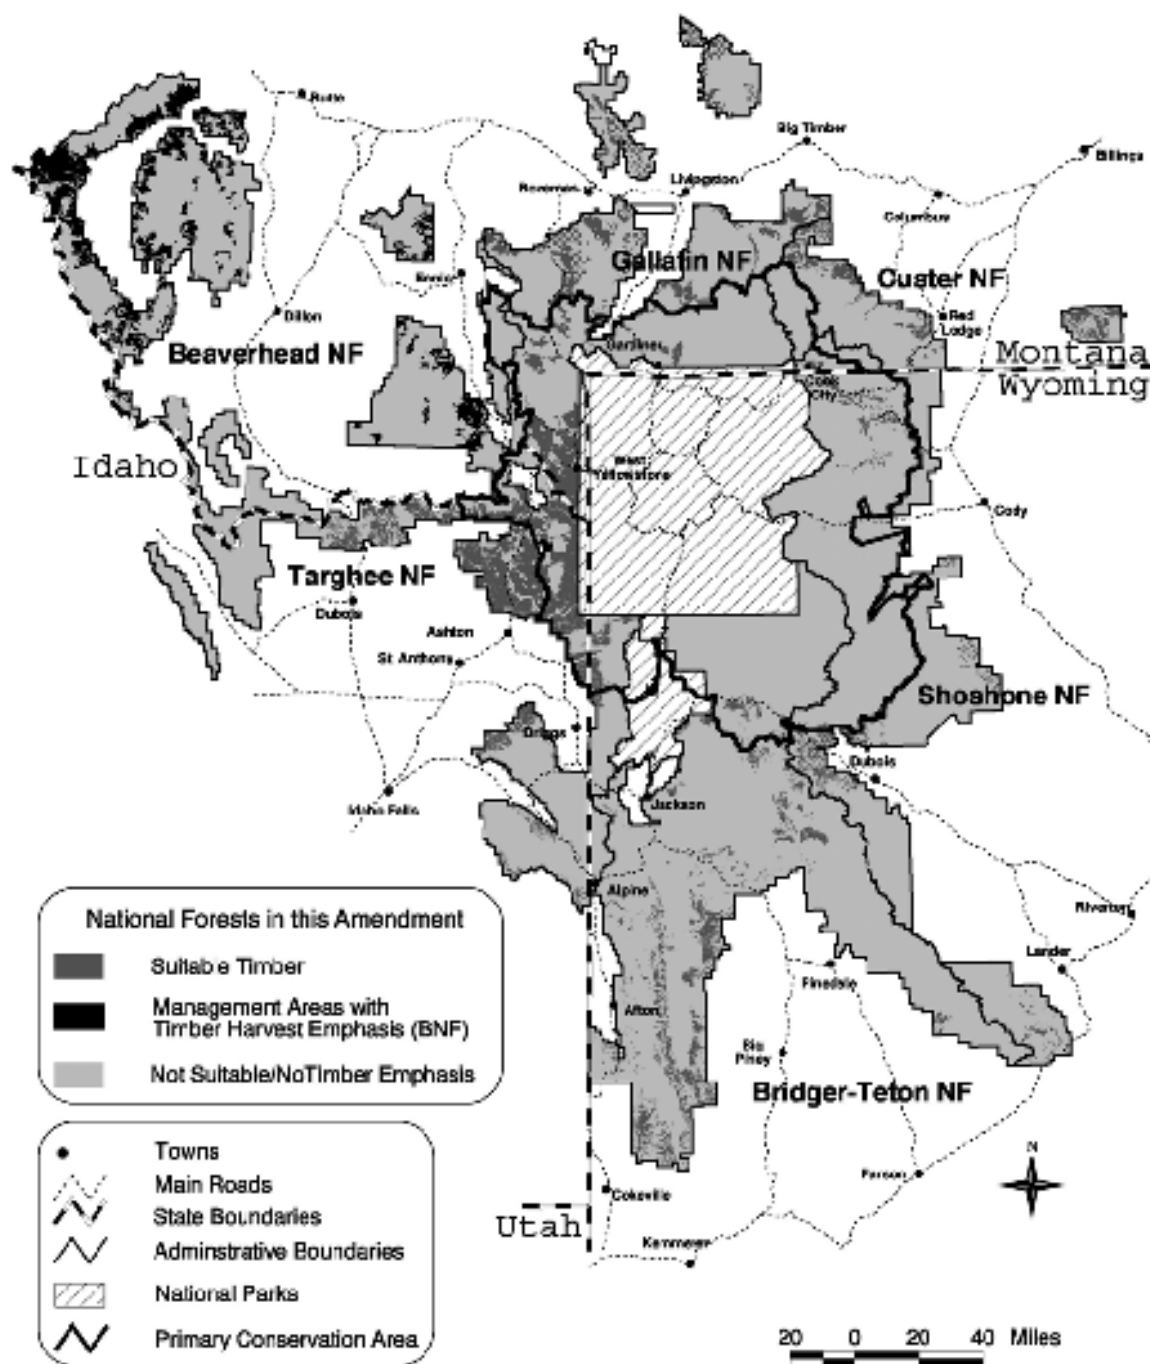 Butte
Big Timber
Billings
Bozeman
Livingston
Columbus
Gallatin NF
Ennis
Custer NF
Dillon
Red
Lodge
Beaverhead NF
Gardiner
Montana
Wyoming
Cook
City
Idaho
West
Yellowstone
Cody
Targhee NF
Dubois
Ashton
St. Anthony
Shoshone NF
Driggs
Dubois
Idaho Falls
Jackson
Alpine
Riverton
Lander
Pinedale
Afton
Big
Piney
Bridger-Teton NF
Farson
Cokeville
Utah
Kemmerer
National Forests in this Amendment
Suitable Timber
Management Areas with
Timber Harvest Emphasis (BNF)
Not Suitable/NoTimber Emphasis
Towns
Main Roads
State Boundaries
Adminstrative Boundaries
National Parks
Primary Conservation Area
N
20 0 20 40 Miles